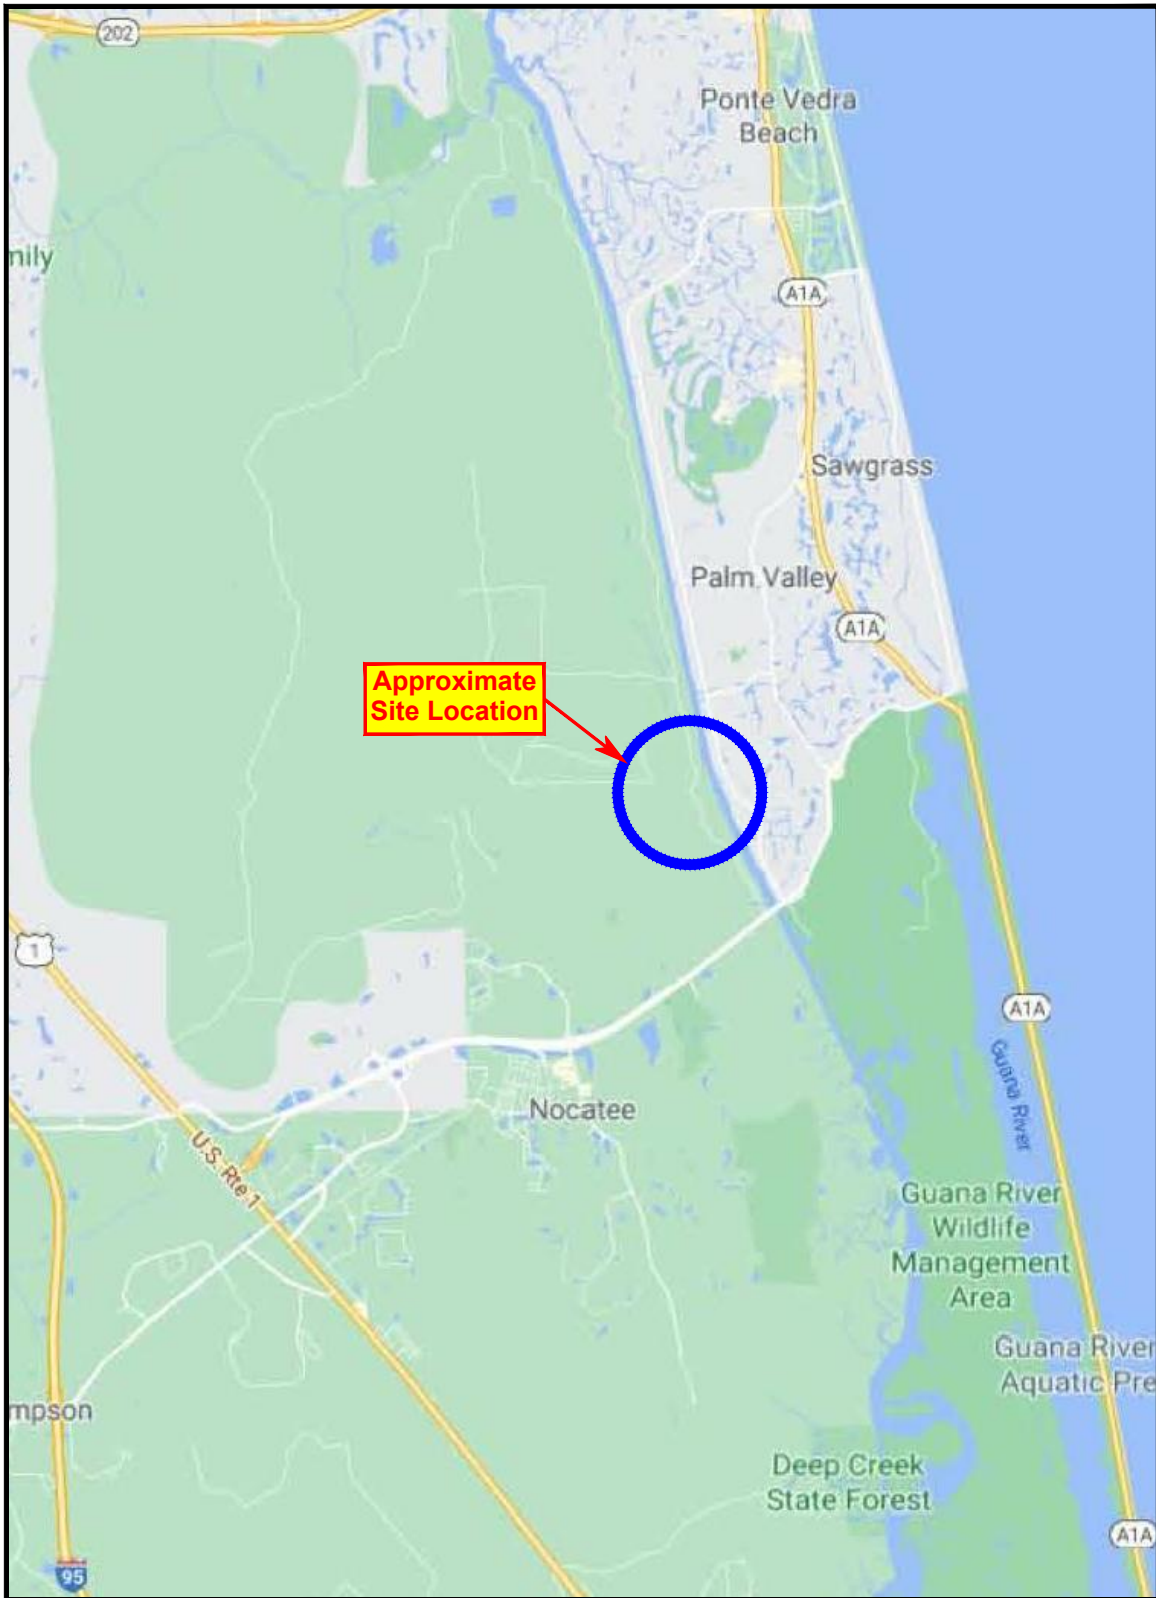 202
Ponte Vedra
Beach
mily
A1A
Sawgrass
Palm Valley
A1A
Approximate
Site Location
1
A1A
Guana River
Nocatee
U.S. Rte 1
Guana River
Wildlife
Management
Area
Guana River
Aquatic Pre
mpson
Deep Creek
State Forest
A1A
95